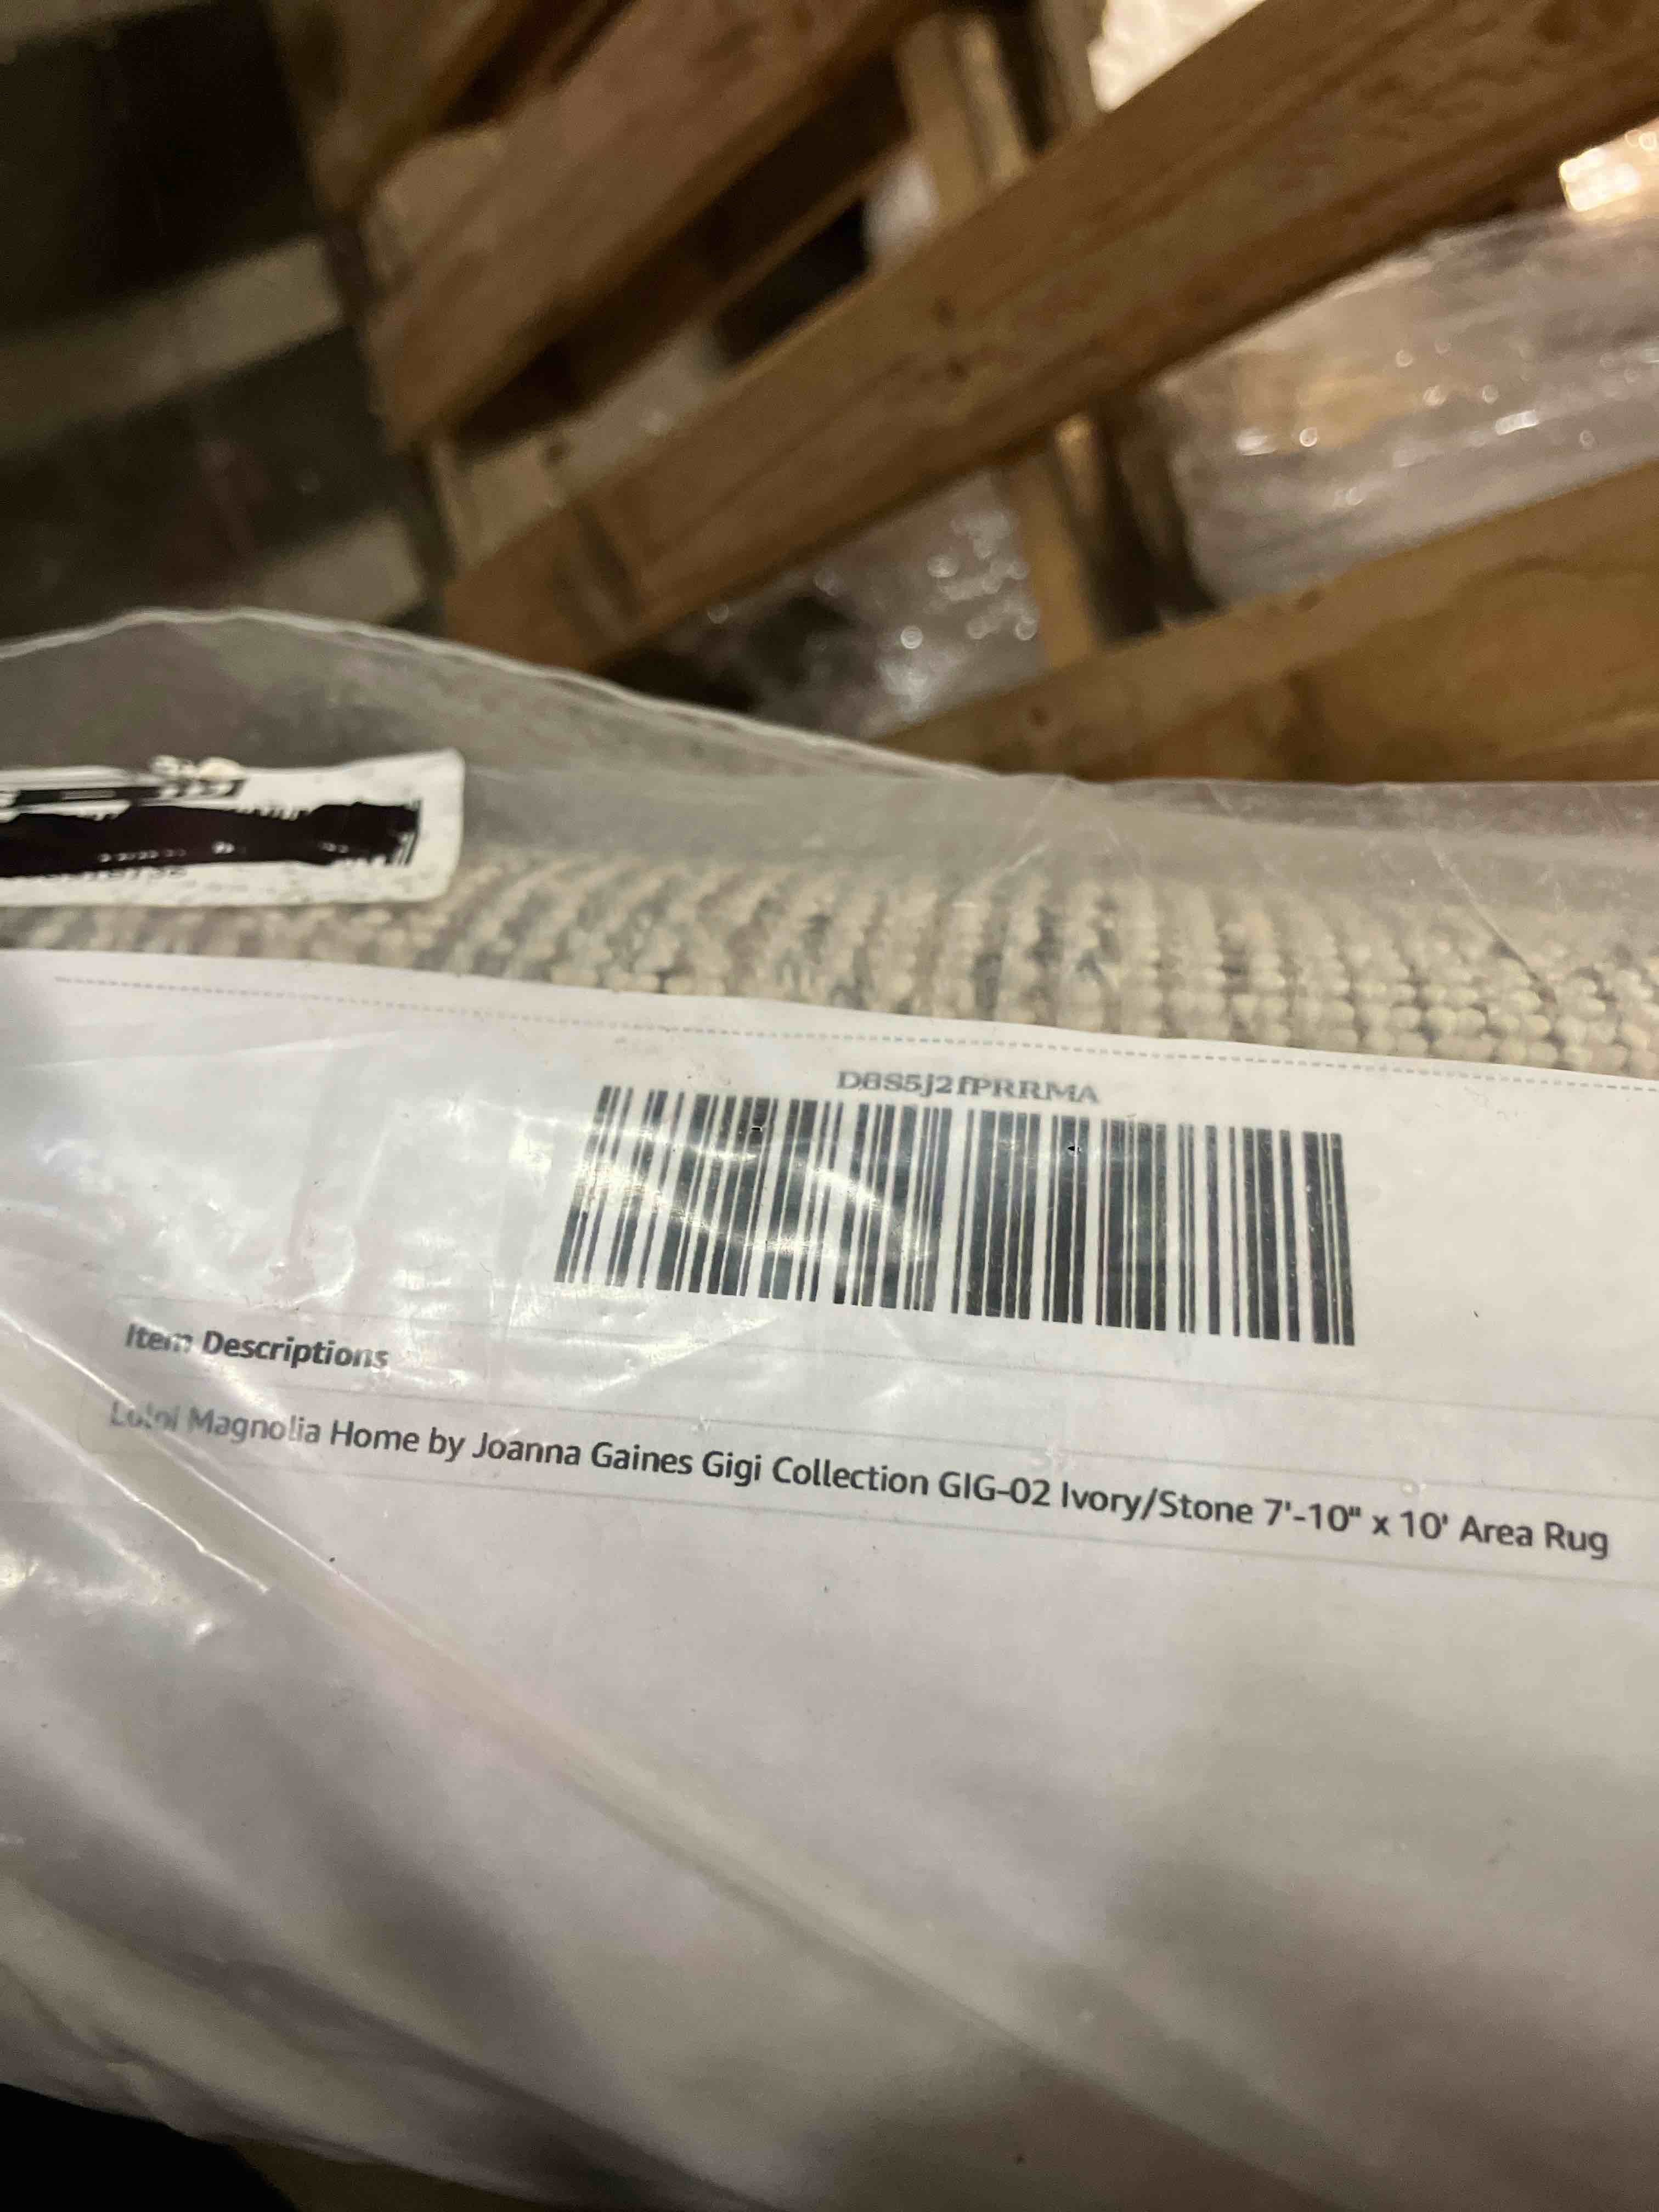 D8S5j2fPRRMA
Item Descriptions
Loloi Magnolia Home by Joanna Gaines Gigi Collection GIG-02 Ivory/Stone 7'-10" x 10' Area Rug